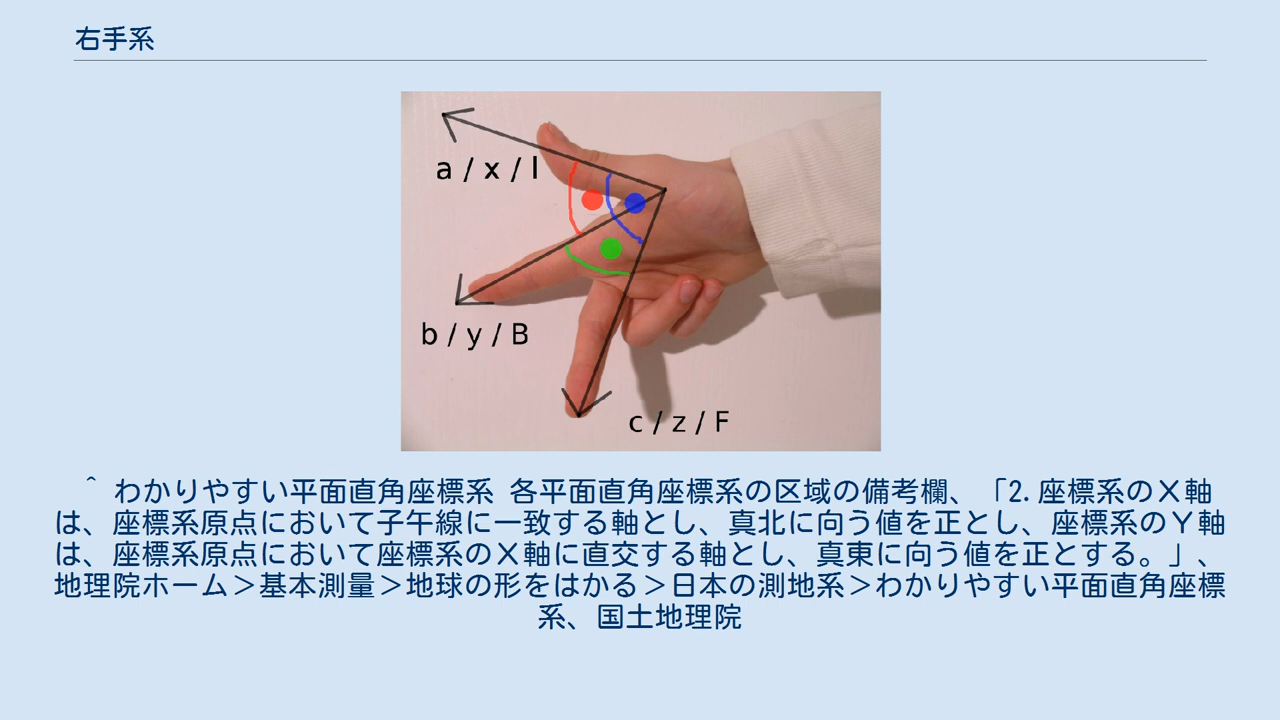 右手系
a / x / I
b / y / B
c / z / F
^ わかりやすい平面直角座標系 各平面直角座標系の区域の備考欄、「2.座標系のＸ軸
は、座標系原点において子午線に一致する軸とし、真北に向う値を正とし、座標系のＹ軸
は、座標系原点において座標系のＸ軸に直交する軸とし、真東に向う値を正とする。」、
地理院ホーム＞基本測量＞地球の形をはかる＞日本の測地系＞わかりやすい平面直角座標
系、国土地理院